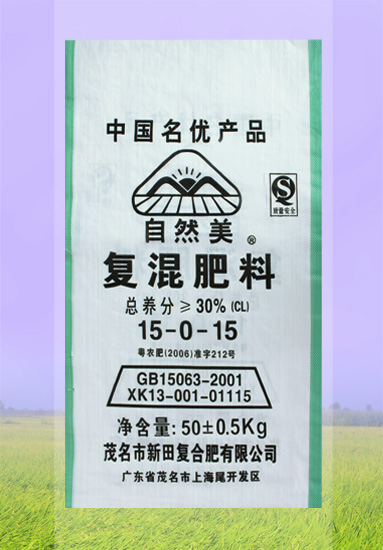 中国名优产品
质量安全
自然美®
复混肥料
总养分≥30%(CL)
15-0-15
粤农肥(2006)准字212号
GB15063-2001
XK13-001-01115
净含量:50±0.5Kg
茂名市新田复合肥有限公司
广东省茂名市上海尾开发区